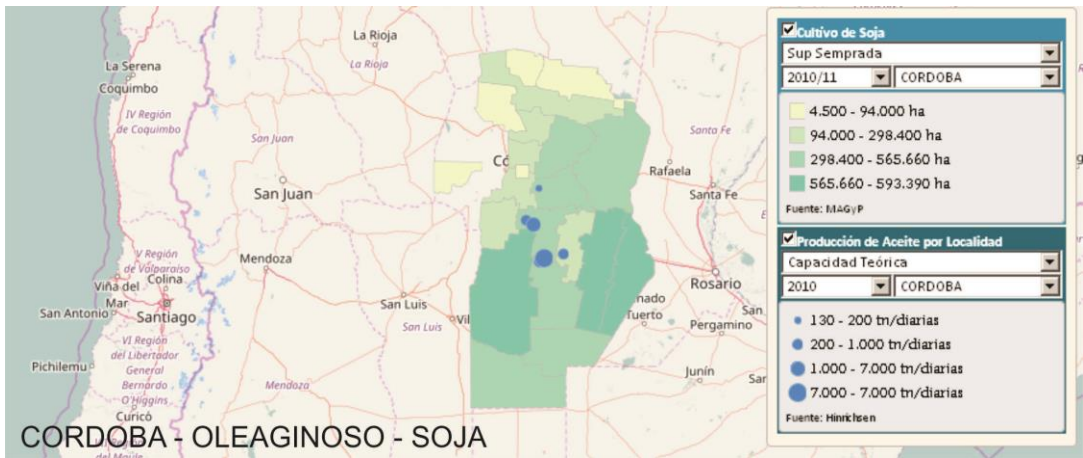 La Rioja
La Rioja
La Serena
Coquimbo
IV Región
de Coquimbo
San Juan
San Juan
Santa Fe
Rafaela
Santa Fe
Có
V Región
de Valparaíso
Mendoza
Colina
Viña del
Mar
San Antonio
Santiago
San Luis
San Luis
Rosario
nado
Tuerto
Pergamino
San
VI Región
del Libertador
General
Bernardo
O'Higgins
Pichilemu
Mendoza
Junín
Curicó
CORDOBA - OLEAGINOSO - SOJA
Cultivo de Soja
Sup Semprada
2010/11 CORDOBA
4.500 - 94.000 ha
94.000 - 298.400 ha
298.400 - 565.660 ha
565.660 - 593.390 ha
Fuente: MAGyP
Producción de Aceite por Localidad
Capacidad Teórica
2010 CORDOBA
130 - 200 tn/diarias
200 - 1.000 tn/diarias
1.000 - 7.000 tn/diarias
7.000 - 7.000 tn/diarias
Fuente: Hinrichsen